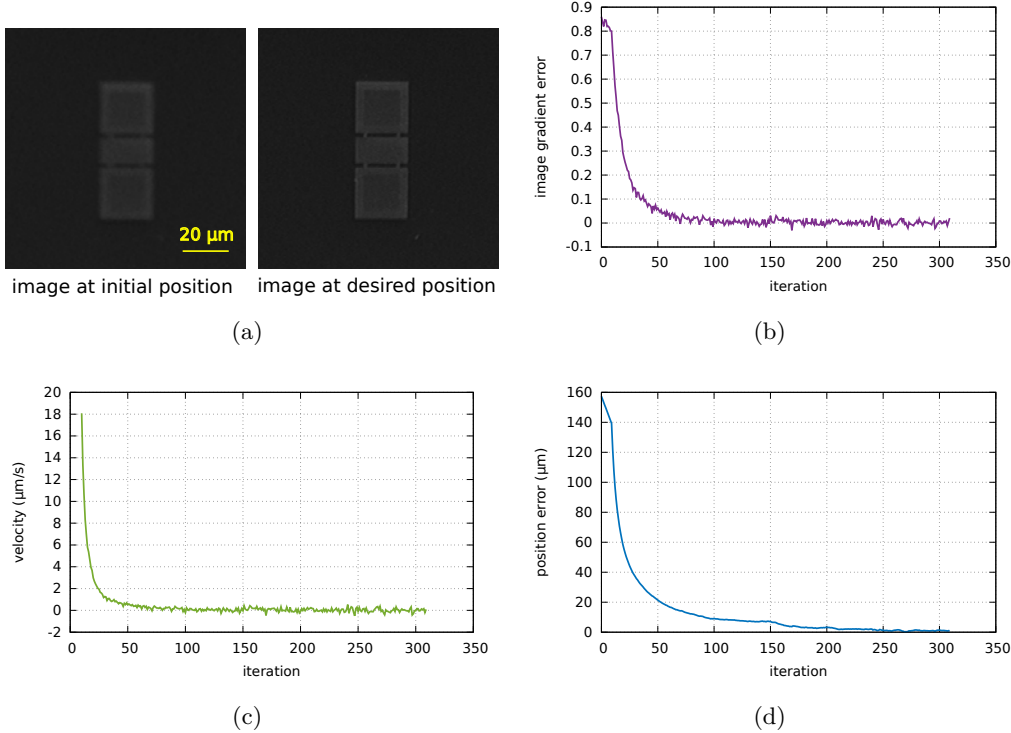 20 µm
image at initial position
image at desired position
(a)
0.9
0.8
0.7
0.6
0.5
0.4
0.3
0.2
0.1
0
-0.1
image gradient error
0 50 100 150 200 250 300 350
iteration
(b)
20
18
16
14
12
10
8
6
4
2
0
-2
velocity (µm/s)
0 50 100 150 200 250 300 350
iteration
(c)
160
140
120
100
80
60
40
20
0
position error (µm)
0 50 100 150 200 250 300 350
iteration
(d)